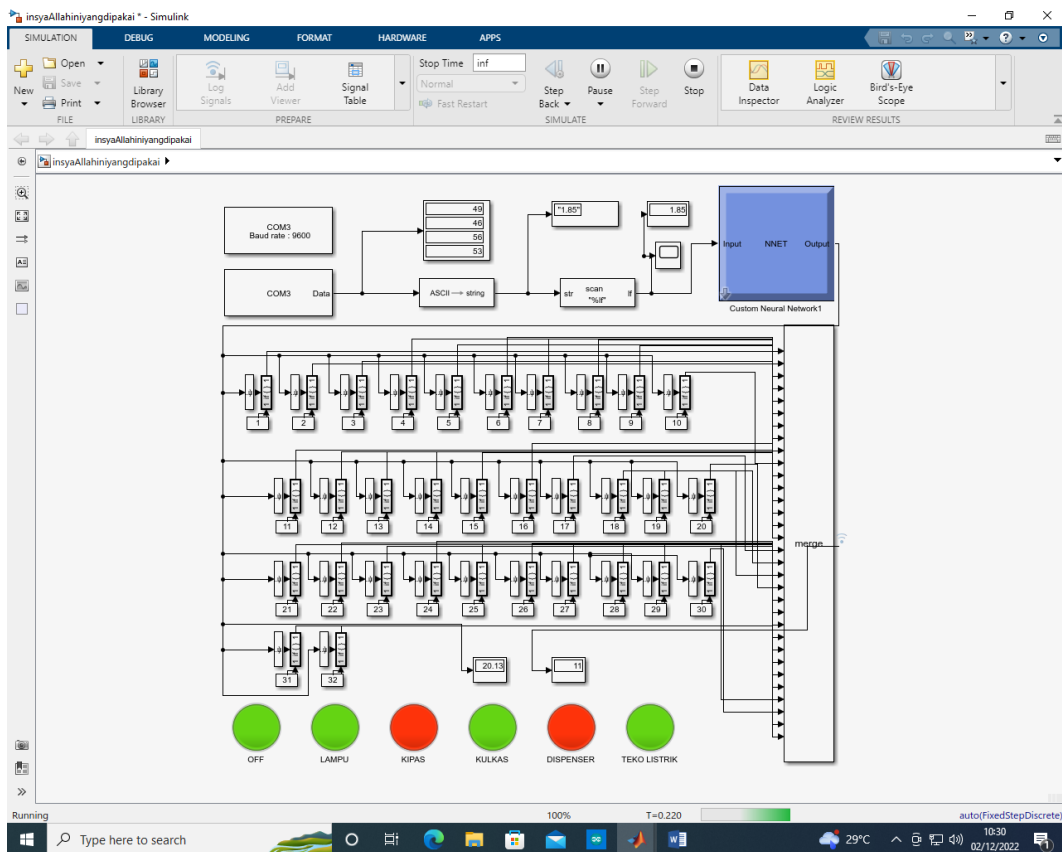 insyaAllahiniyangdipakai * - Simulink
SIMULATION DEBUG MODELING FORMAT HARDWARE APPS
New
Open
Save
Print
FILE
Library Browser
LIBRARY
Log Signals
Add Viewer
Signal Table
PREPARE
Stop Time inf
Normal
Fast Restart
Step Back
Pause
Step Forward
Stop
SIMULATE
Data Inspector
Logic Analyzer
Bird's-Eye Scope
REVIEW RESULTS
insyaAllahiniyangdipakai
insyaAllahiniyangdipakai
COM3
Baud rate : 9600
49
46
56
53
"1.85"
1.85
COM3 Data
ASCII → string
str scan "%lf" lf
Input NNET Output
Custom Neural Network1
1 2 3 4 5 6 7 8 9 10
11 12 13 14 15 16 17 18 19 20
merge
21 22 23 24 25 26 27 28 29 30
31 32
20.13
11
OFF LAMPU KIPAS KULKAS DISPENSER TEKO LISTRIK
Running 100% T=0.220 auto(FixedStepDiscrete)
Type here to search
29°C
10:30
02/12/2022